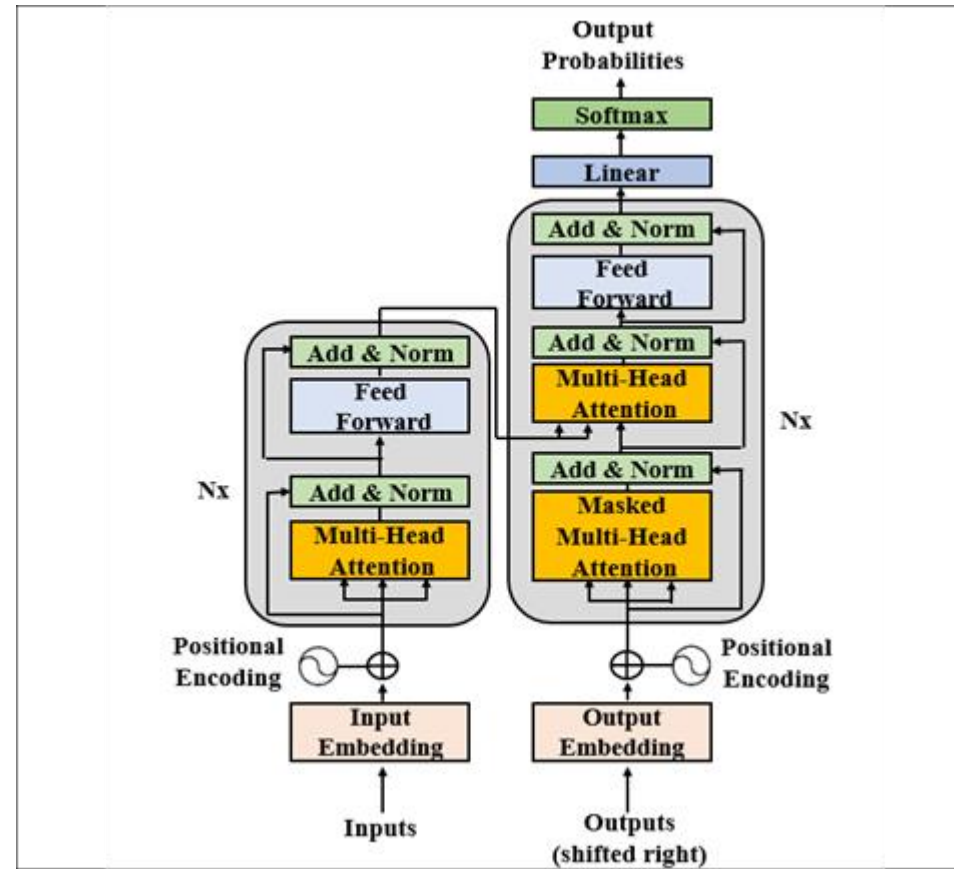 Output
Probabilities
Softmax
Linear
Add & Norm
Feed
Forward
Add & Norm
Multi-Head
Attention
Add & Norm
Masked
Multi-Head
Attention
Nx
Positional
Encoding
Output
Embedding
Outputs
(shifted right)
Add & Norm
Feed
Forward
Add & Norm
Multi-Head
Attention
Nx
Positional
Encoding
Input
Embedding
Inputs